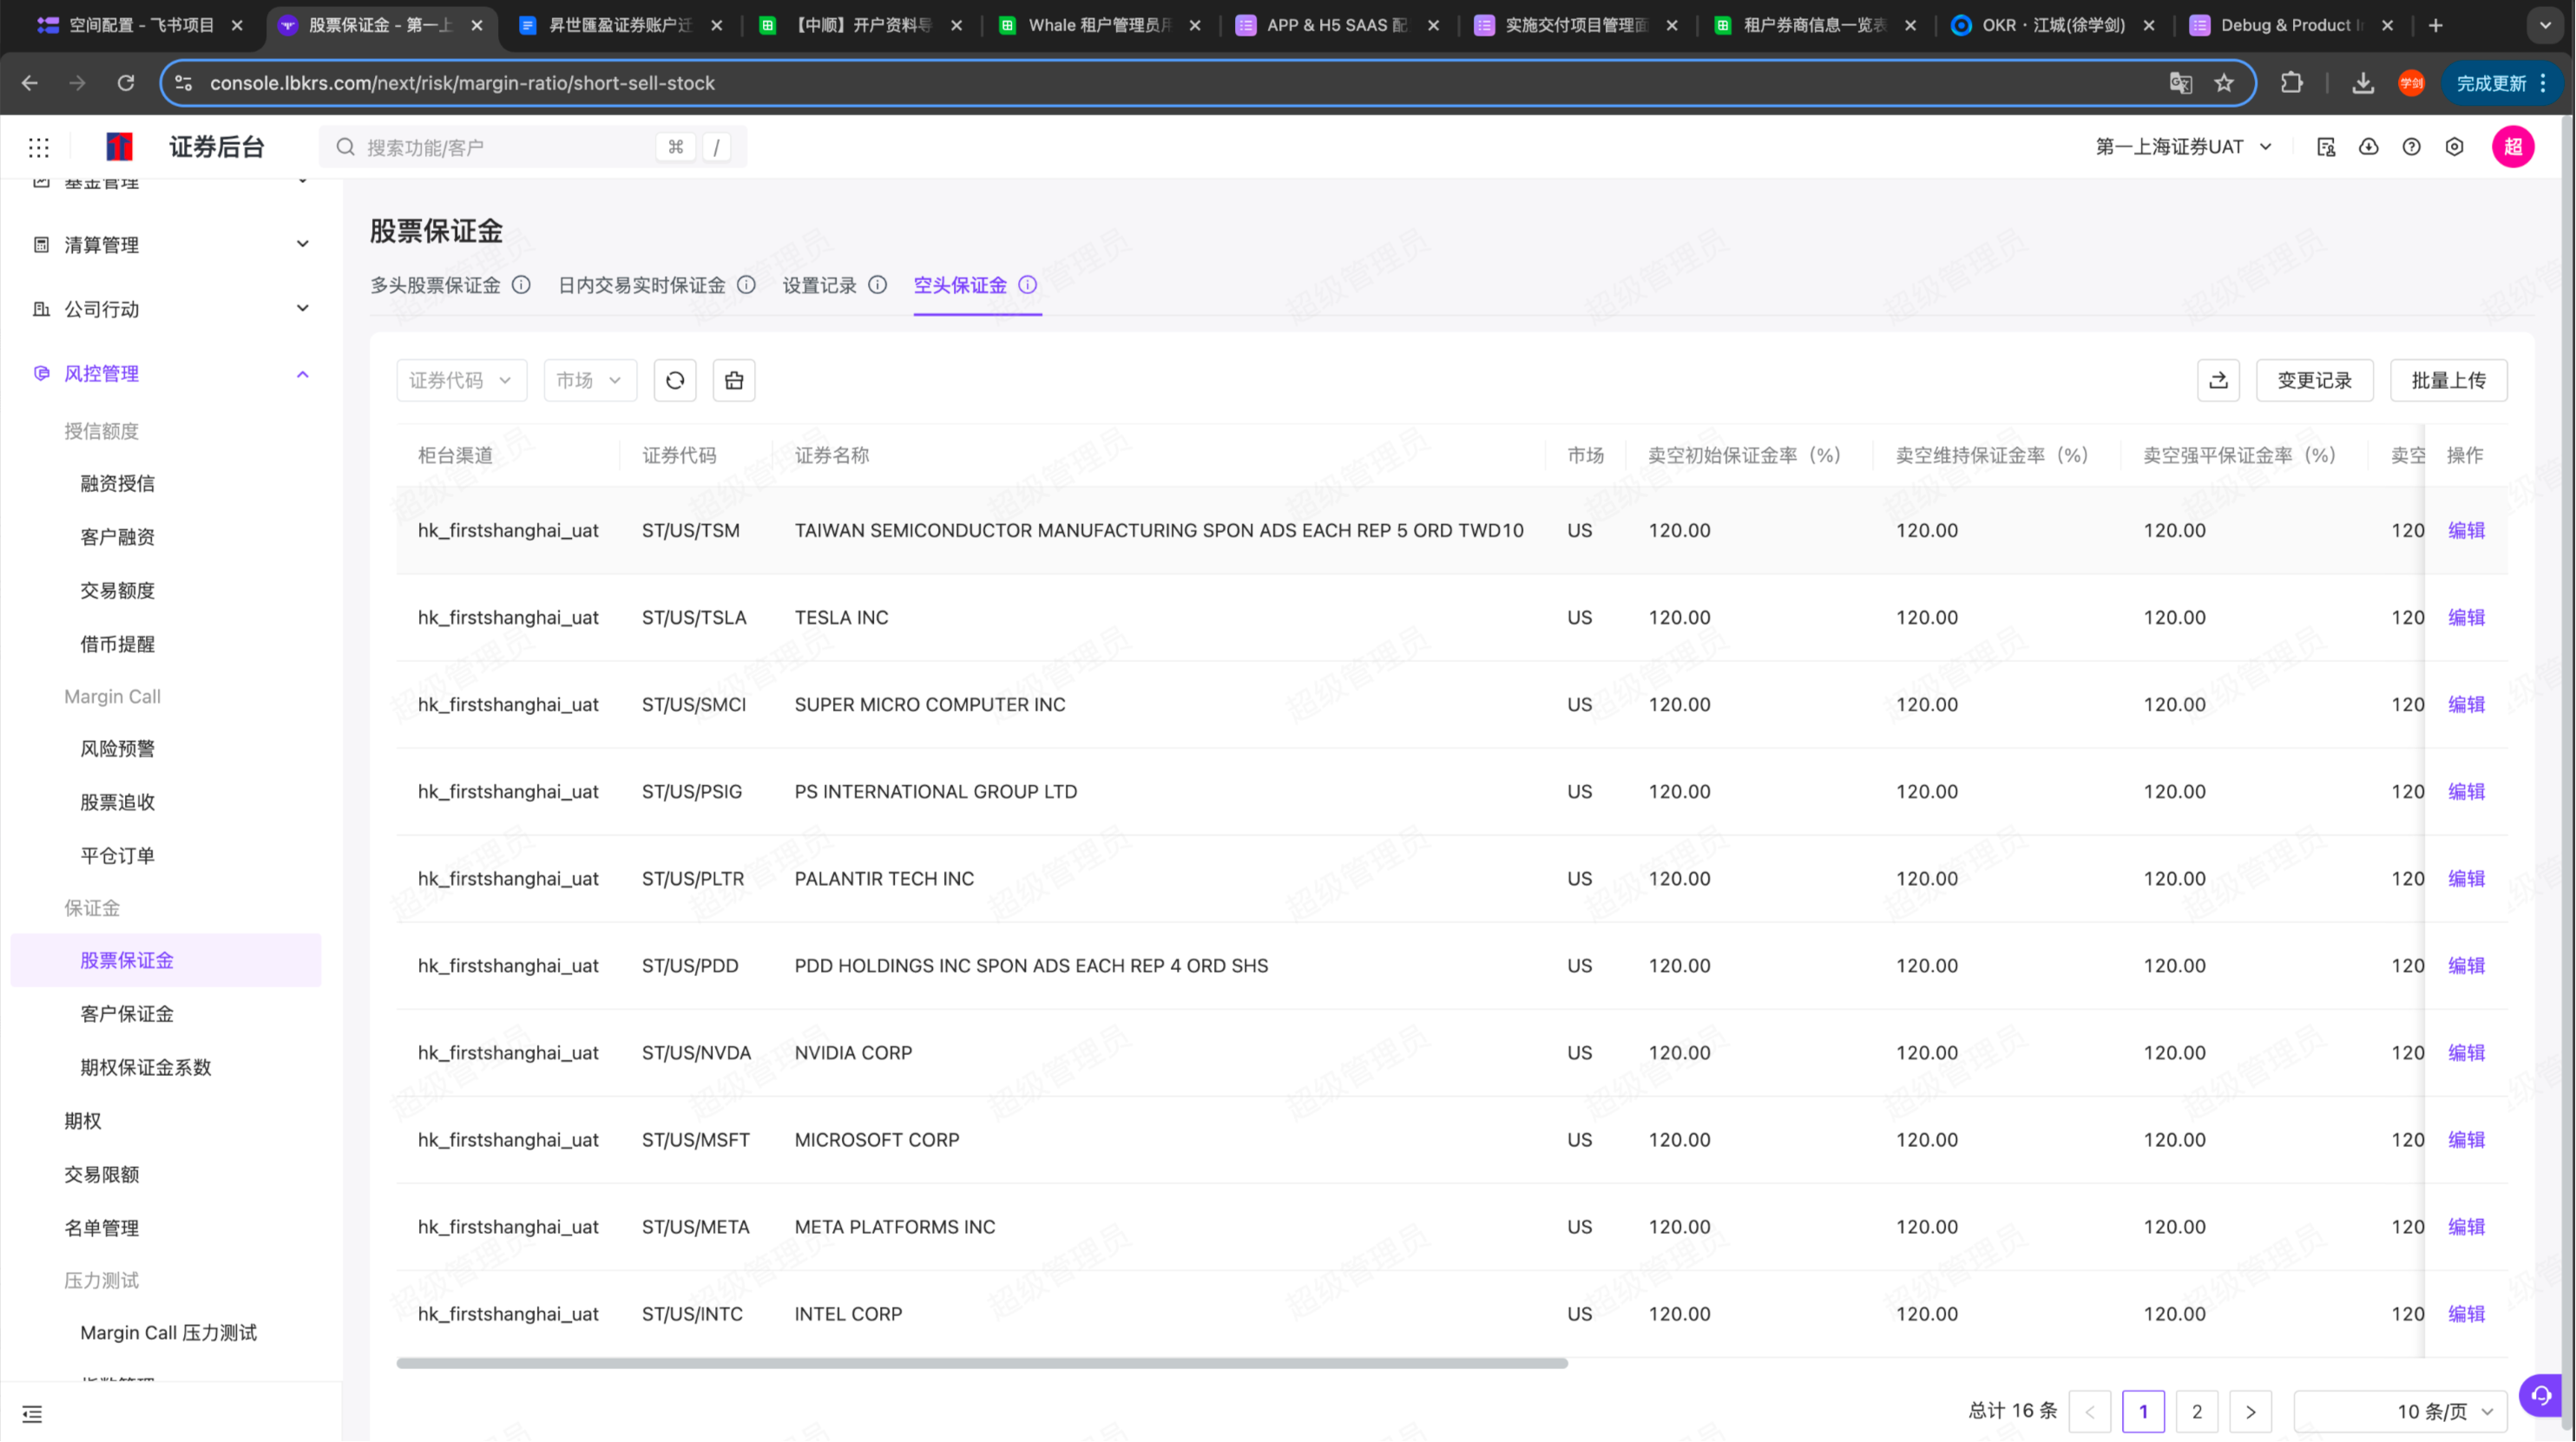 空间配置 - 飞书项目
股票保证金 - 第一上
昇世匯盈证券账户迁
【中顺】开户资料导
Whale 租户管理员用
APP & H5 SAAS 配
实施交付项目管理面
租户券商信息一览表
OKR · 江城(徐学剑)
Debug & Product I
console.lbkrs.com/next/risk/margin-ratio/short-sell-stock
学剑
完成更新
证券后台
搜索功能/客户
⌘ /
第一上海证券UAT
超
基金管理
清算管理
公司行动
风控管理
授信额度
融资授信
客户融资
交易额度
借币提醒
Margin Call
风险预警
股票追收
平仓订单
保证金
股票保证金
客户保证金
期权保证金系数
期权
交易限额
名单管理
压力测试
Margin Call 压力测试
股票保证金
多头股票保证金 日内交易实时保证金 设置记录 空头保证金
证券代码 市场 变更记录 批量上传
柜台渠道 证券代码 证券名称 市场 卖空初始保证金率（%） 卖空维持保证金率（%） 卖空强平保证金率（%） 卖空 操作
hk_firstshanghai_uat ST/US/TSM TAIWAN SEMICONDUCTOR MANUFACTURING SPON ADS EACH REP 5 ORD TWD10 US 120.00 120.00 120.00 120 编辑
hk_firstshanghai_uat ST/US/TSLA TESLA INC US 120.00 120.00 120.00 120 编辑
hk_firstshanghai_uat ST/US/SMCI SUPER MICRO COMPUTER INC US 120.00 120.00 120.00 120 编辑
hk_firstshanghai_uat ST/US/PSIG PS INTERNATIONAL GROUP LTD US 120.00 120.00 120.00 120 编辑
hk_firstshanghai_uat ST/US/PLTR PALANTIR TECH INC US 120.00 120.00 120.00 120 编辑
hk_firstshanghai_uat ST/US/PDD PDD HOLDINGS INC SPON ADS EACH REP 4 ORD SHS US 120.00 120.00 120.00 120 编辑
hk_firstshanghai_uat ST/US/NVDA NVIDIA CORP US 120.00 120.00 120.00 120 编辑
hk_firstshanghai_uat ST/US/MSFT MICROSOFT CORP US 120.00 120.00 120.00 120 编辑
hk_firstshanghai_uat ST/US/META META PLATFORMS INC US 120.00 120.00 120.00 120 编辑
hk_firstshanghai_uat ST/US/INTC INTEL CORP US 120.00 120.00 120.00 120 编辑
总计 16 条 1 2 10 条/页
超级管理员